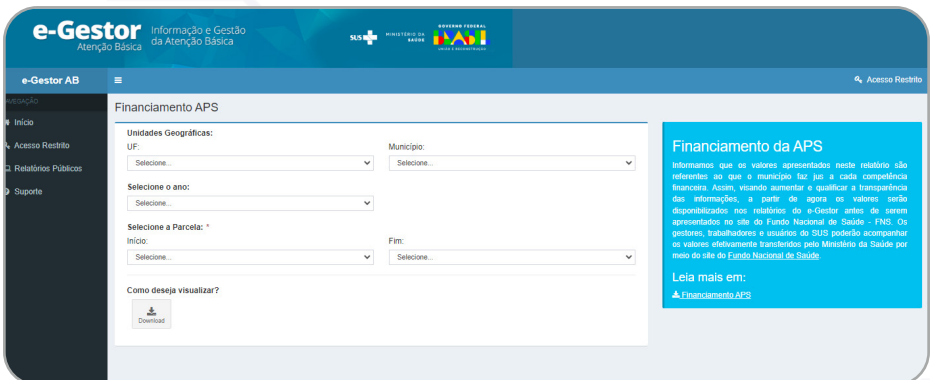 e-Gestor
Atenção Básica
Informação e Gestão
da Atenção Básica
SUS
MINISTÉRIO DA
SAÚDE
GOVERNO FEDERAL
BRASIL
UNIÃO E RECONSTRUÇÃO
e-Gestor AB
Acesso Restrito
Início
Acesso Restrito
Relatórios Públicos
Suporte
Financiamento APS
Unidades Geográficas:
UF:
Município:
Selecione...
Selecione...
Selecione o ano:
Selecione...
Selecione a Parcela: *
Início:
Fim:
Selecione...
Selecione...
Como deseja visualizar?
Download
Financiamento da APS
Informamos que os valores apresentados neste relatório são
referentes ao que o município faz jus a cada competência
financeira. Assim, visando aumentar e qualificar a transparência
das informações, a partir de agora os valores serão
disponibilizados nos relatórios do e-Gestor antes de serem
apresentados no site do Fundo Nacional de Saúde - FNS. Os
gestores, trabalhadores e usuários do SUS poderão acompanhar
os valores efetivamente transferidos pelo Ministério da Saúde por
meio do site do Fundo Nacional de Saúde.
Leia mais em:
Financiamento APS